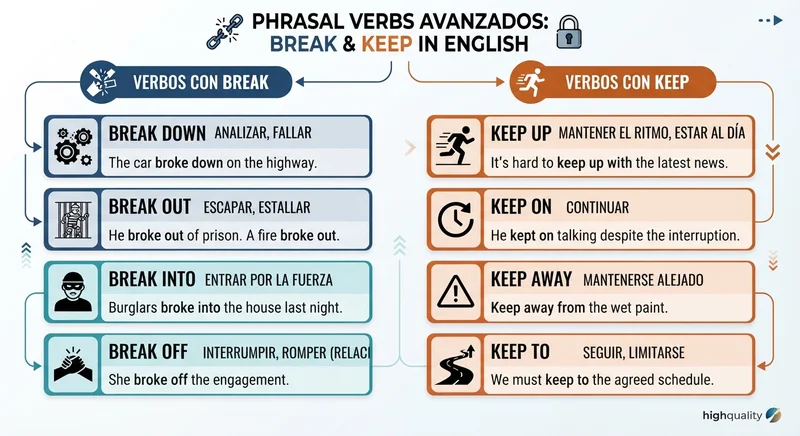 PHRASAL VERBS AVANZADOS:
BREAK & KEEP IN ENGLISH
VERBOS CON BREAK
BREAK DOWN ANALIZAR, FALLAR
The car broke down on the highway.
BREAK OUT ESCAPAR, ESTALLAR
He broke out of prison. A fire broke out.
BREAK INTO ENTRAR POR LA FUERZA
Burglars broke into the house last night.
BREAK OFF INTERRUMPIR, ROMPER (RELACI
She broke off the engagement.
VERBOS CON KEEP
KEEP UP MANTENER EL RITMO, ESTAR AL DÍA
It's hard to keep up with the latest news.
KEEP ON CONTINUAR
He kept on talking despite the interruption.
KEEP AWAY MANTENERSE ALEJADO
Keep away from the wet paint.
KEEP TO SEGUIR, LIMITARSE
We must keep to the agreed schedule.
highquality